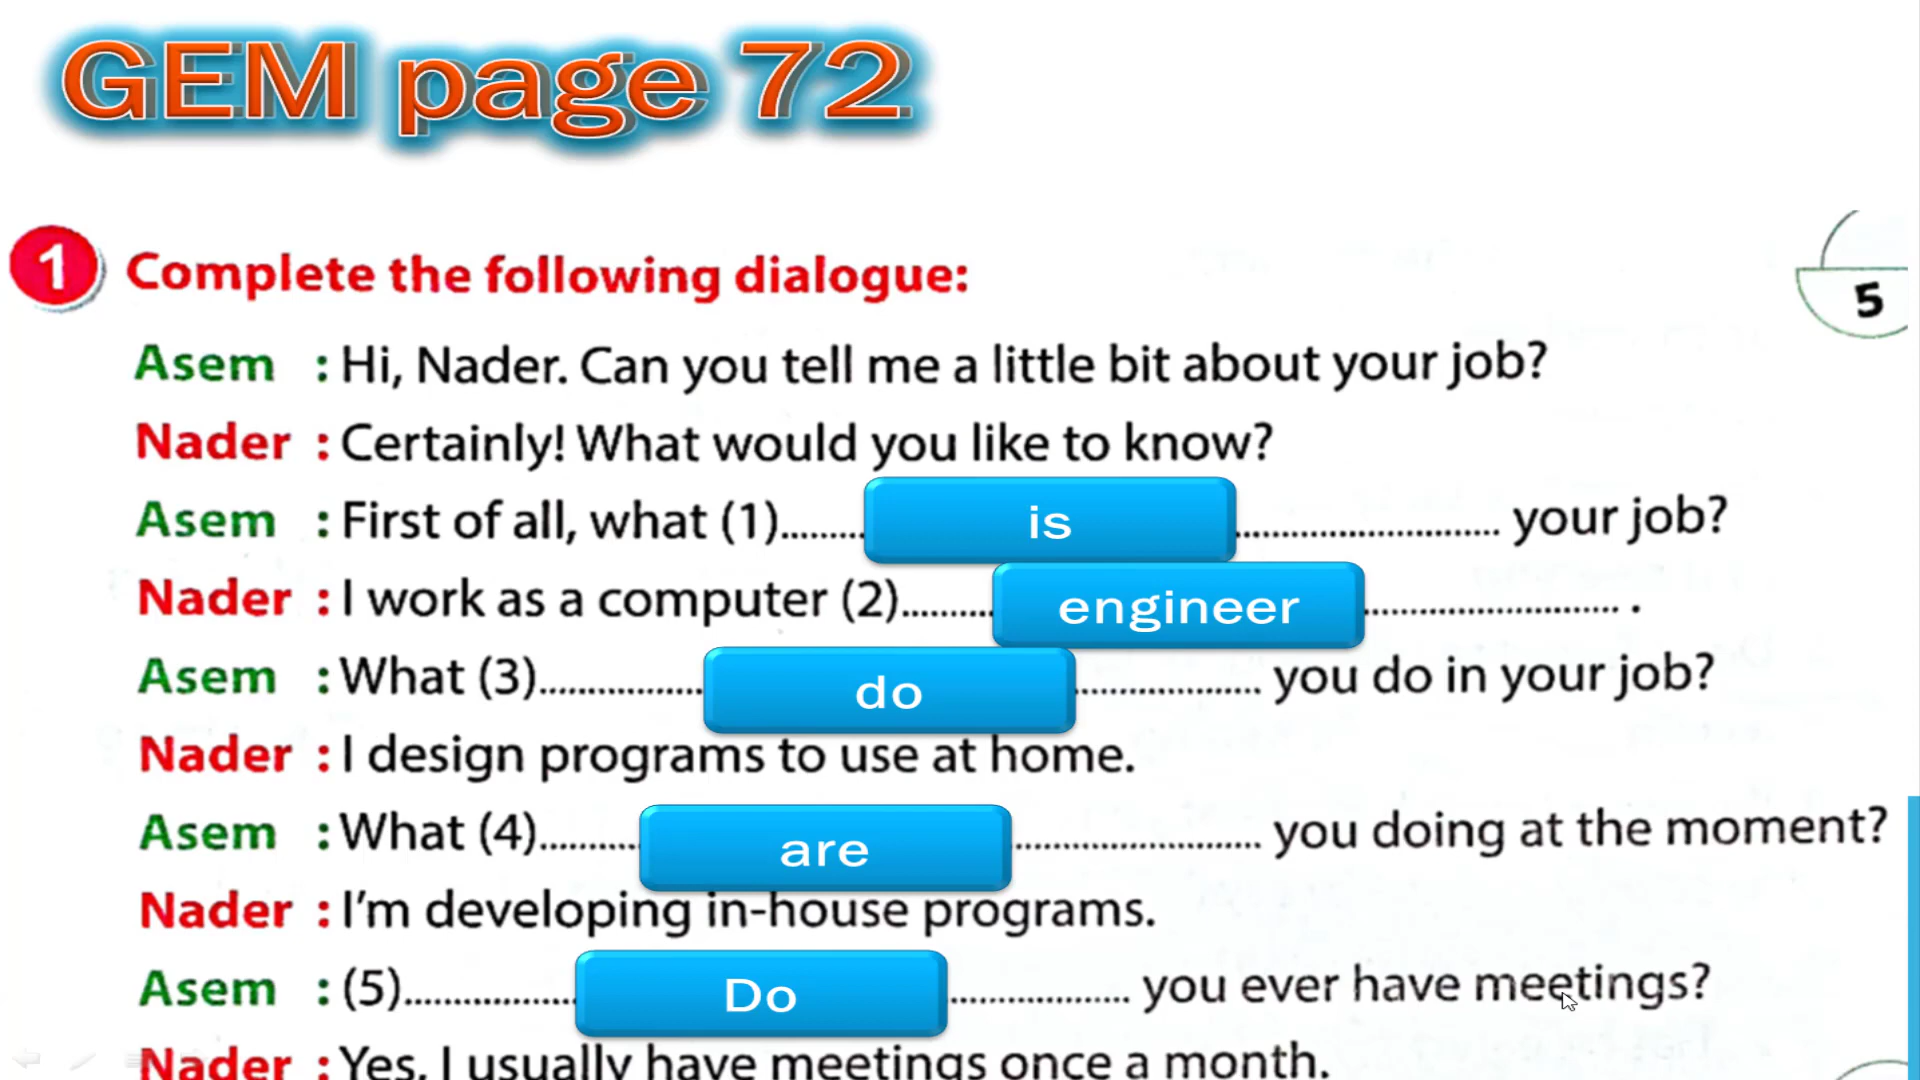 GEM page 72
1 Complete the following dialogue:
5
Asem : Hi, Nader. Can you tell me a little bit about your job?
Nader : Certainly! What would you like to know?
Asem : First of all, what (1)......... is .......................... your job?
Nader : I work as a computer (2).......... engineer .......................... .
Asem : What (3)................. do ................... you do in your job?
Nader : I design programs to use at home.
Asem : What (4).......... are .......................... you doing at the moment?
Nader : I'm developing in-house programs.
Asem : (5).................. Do ................... you ever have meetings?
Nader : Yes, I usually have meetings once a month.